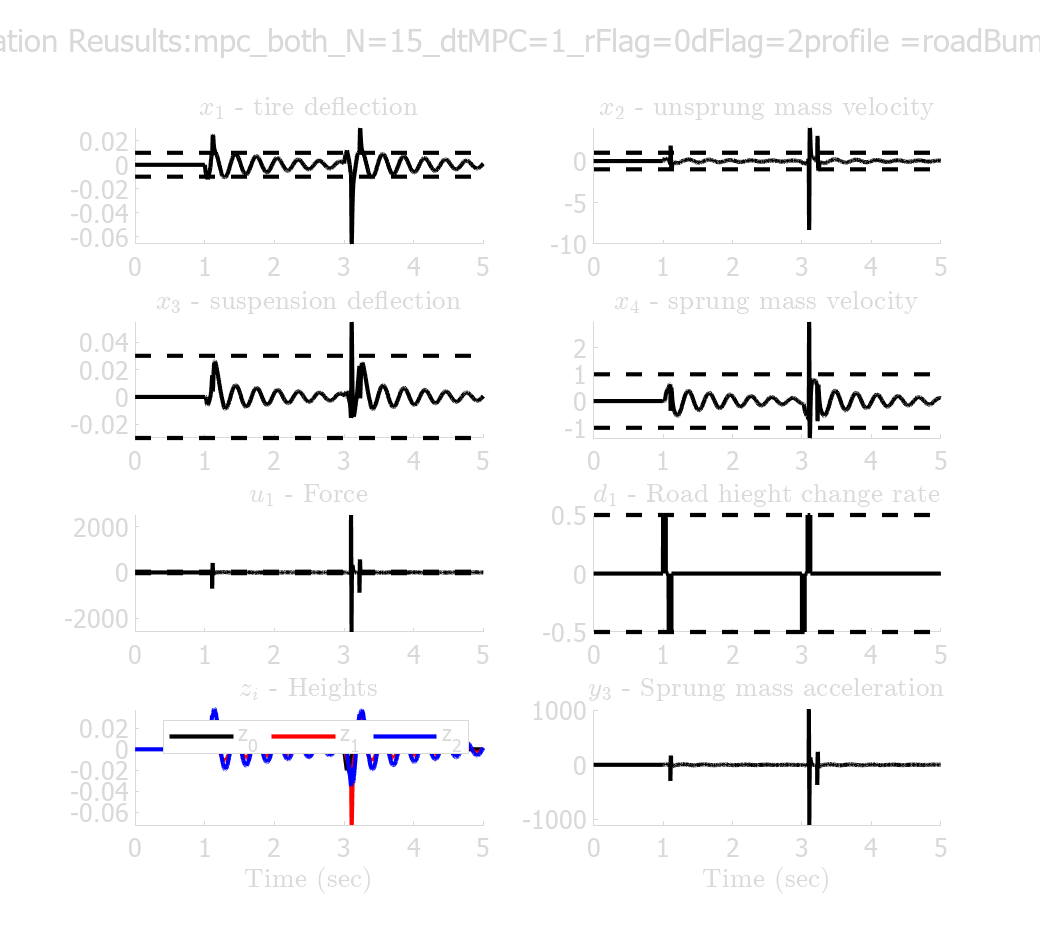 ation Reusults:mpc_both_N=15_dtMPC=1_rFlag=0dFlag=2profile =roadBum
x₁ - tire deflection
0.02
0
-0.02
-0.04
-0.06
0 1 2 3 4 5
x₂ - unsprung mass velocity
0
-5
-10
0 1 2 3 4 5
x₃ - suspension deflection
0.04
0.02
0
-0.02
0 1 2 3 4 5
x₄ - sprung mass velocity
2
1
0
-1
0 1 2 3 4 5
u₁ - Force
2000
0
-2000
0 1 2 3 4 5
d₁ - Road hieght change rate
0.5
0
-0.5
0 1 2 3 4 5
zᵢ - Heights
0.02
0
-0.02
-0.04
-0.06
z₀ z₁ z₂
0 1 2 3 4 5
Time (sec)
y₃ - Sprung mass acceleration
1000
0
-1000
0 1 2 3 4 5
Time (sec)